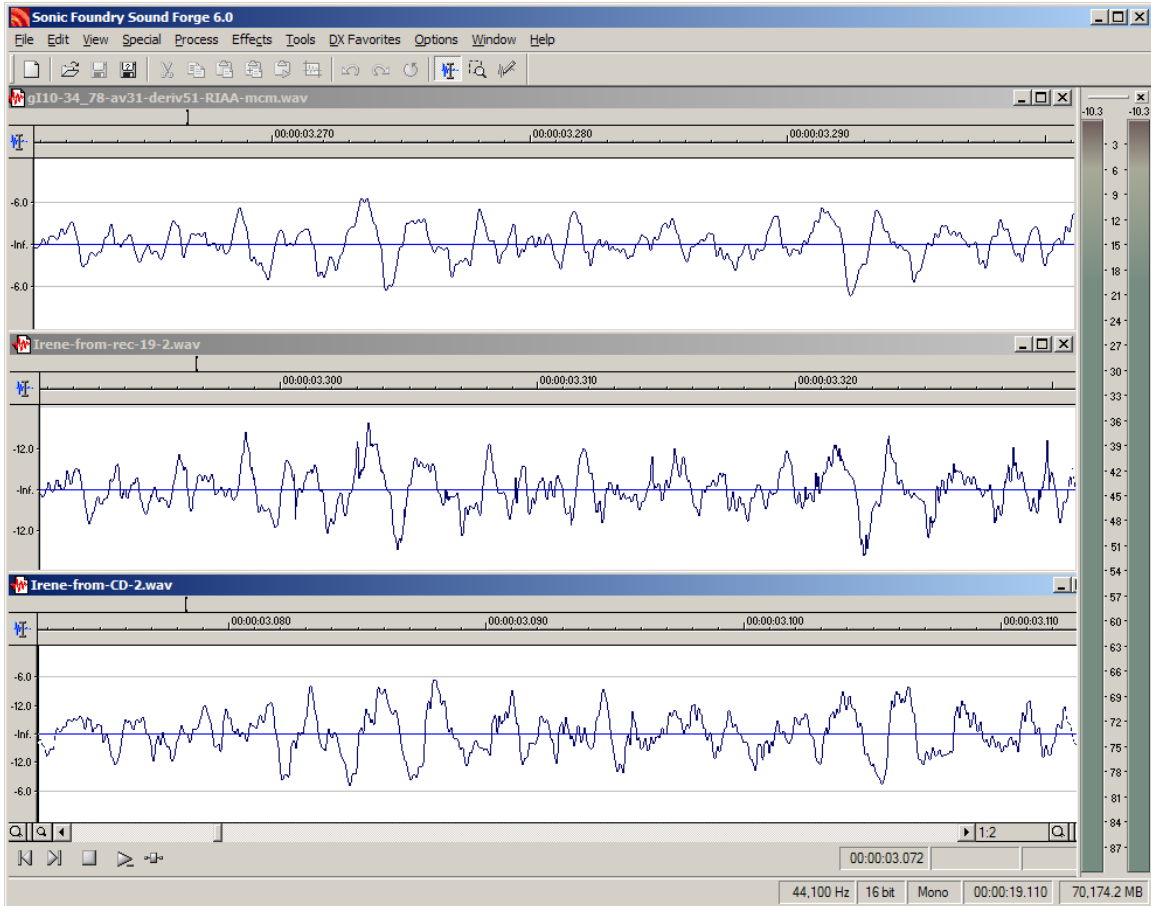 Sonic Foundry Sound Forge 6.0
File Edit View Special Process Effects Tools DX Favorites Options Window Help
gI10-34_78-av31-deriv51-RIAA-mcm.wav
00:00:03.270 00:00:03.280 00:00:03.290
-6.0
-Inf.
-6.0
Irene-from-rec-19-2.wav
00:00:03.300 00:00:03.310 00:00:03.320
-12.0
-Inf.
-12.0
Irene-from-CD-2.wav
00:00:03.080 00:00:03.090 00:00:03.100 00:00:03.110
-6.0
-12.0
-Inf.
-12.0
-6.0
1:2
00:00:03.072
44,100 Hz 16 bit Mono 00:00:19.110 70,174.2 MB
-10.3 -10.3
- 3 -
- 6 -
- 9 -
- 12 -
- 15 -
- 18 -
- 21 -
- 24 -
- 27 -
- 30 -
- 33 -
- 36 -
- 39 -
- 42 -
- 45 -
- 48 -
- 51 -
- 54 -
- 57 -
- 60 -
- 63 -
- 66 -
- 69 -
- 72 -
- 75 -
- 78 -
- 81 -
- 84 -
- 87 -